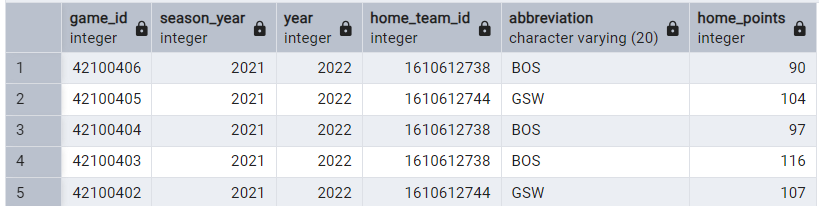 game_id season_year year home_team_id abbreviation home_points
integer integer integer integer character varying (20) integer
1 42100406 2021 2022 1610612738 BOS 90
2 42100405 2021 2022 1610612744 GSW 104
3 42100404 2021 2022 1610612738 BOS 97
4 42100403 2021 2022 1610612738 BOS 116
5 42100402 2021 2022 1610612744 GSW 107